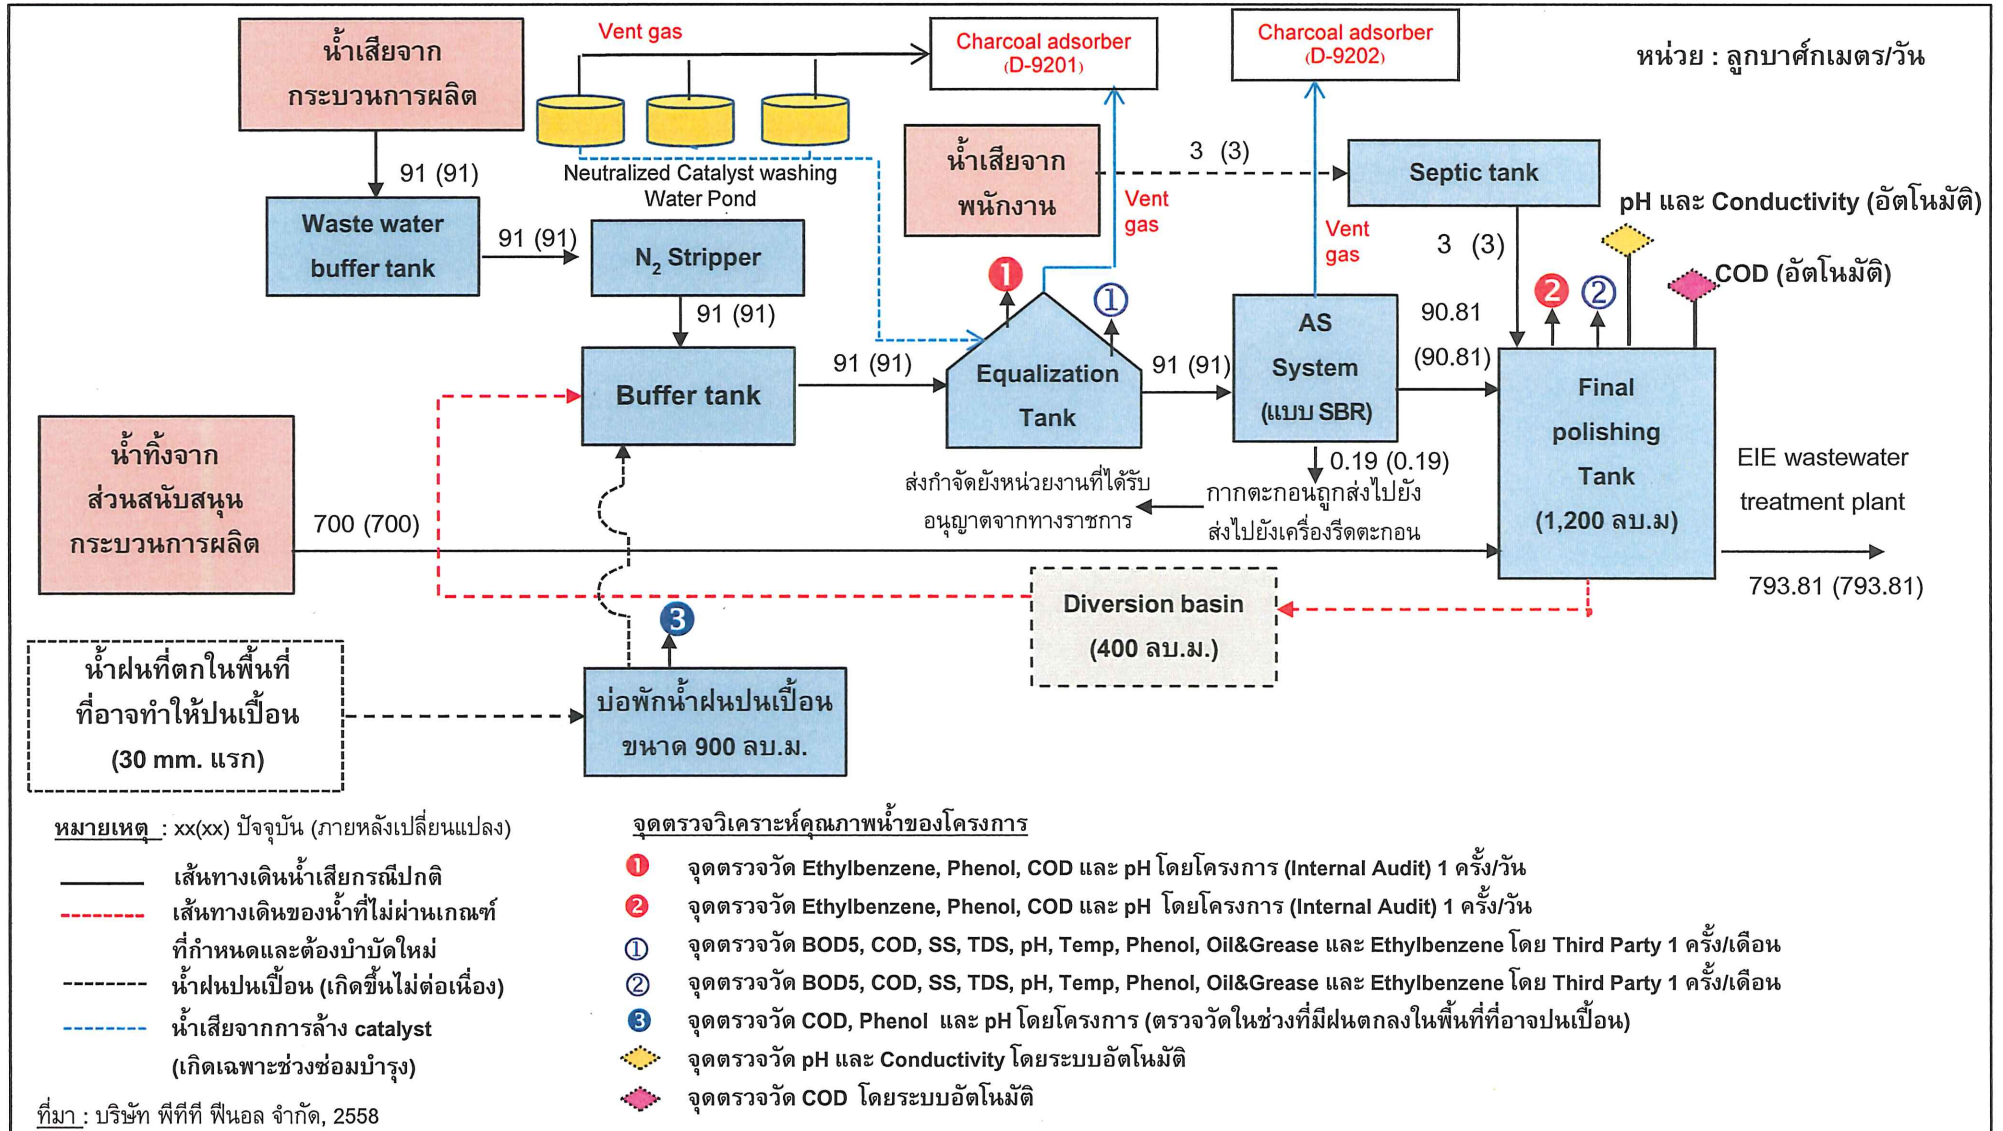 น้ำเสียจาก
กระบวนการผลิต
Vent gas
Charcoal adsorber
(D-9201)
Charcoal adsorber
(D-9202)
หน่วย : ลูกบาศก์เมตร/วัน
91 (91)
Neutralized Catalyst washing
Water Pond
น้ำเสียจาก
พนักงาน
3 (3)
Septic tank
Vent
gas
Vent
gas
pH และ Conductivity (อัตโนมัติ)
Waste water
buffer tank
91 (91)
N2 Stripper
3 (3)
COD (อัตโนมัติ)
1
1
2
2
91 (91)
Buffer tank
91 (91)
Equalization
Tank
91 (91)
AS
System
(แบบ SBR)
90.81
(90.81)
Final
polishing
Tank
(1,200 ลบ.ม)
น้ำทิ้งจาก
ส่วนสนับสนุน
กระบวนการผลิต
700 (700)
0.19 (0.19)
กากตะกอนถูกส่งไปยัง
ส่งไปยังเครื่องรีดตะกอน
ส่งกำจัดยังหน่วยงานที่ได้รับ
อนุญาตจากทางราชการ
EIE wastewater
treatment plant
793.81 (793.81)
Diversion basin
(400 ลบ.ม.)
3
น้ำฝนที่ตกในพื้นที่
ที่อาจทำให้ปนเปื้อน
(30 mm. แรก)
บ่อพักน้ำฝนปนเปื้อน
ขนาด 900 ลบ.ม.
หมายเหตุ : xx(xx) ปัจจุบัน (ภายหลังเปลี่ยนแปลง)
เส้นทางเดินน้ำเสียกรณีปกติ
เส้นทางเดินของน้ำที่ไม่ผ่านเกณฑ์
ที่กำหนดและต้องบำบัดใหม่
น้ำฝนปนเปื้อน (เกิดขึ้นไม่ต่อเนื่อง)
น้ำเสียจากการล้าง catalyst
(เกิดเฉพาะช่วงซ่อมบำรุง)
จุดตรวจวิเคราะห์คุณภาพน้ำของโครงการ
1 จุดตรวจวัด Ethylbenzene, Phenol, COD และ pH โดยโครงการ (Internal Audit) 1 ครั้ง/วัน
2 จุดตรวจวัด Ethylbenzene, Phenol, COD และ pH โดยโครงการ (Internal Audit) 1 ครั้ง/วัน
1 จุดตรวจวัด BOD5, COD, SS, TDS, pH, Temp, Phenol, Oil&Grease และ Ethylbenzene โดย Third Party 1 ครั้ง/เดือน
2 จุดตรวจวัด BOD5, COD, SS, TDS, pH, Temp, Phenol, Oil&Grease และ Ethylbenzene โดย Third Party 1 ครั้ง/เดือน
3 จุดตรวจวัด COD, Phenol และ pH โดยโครงการ (ตรวจวัดในช่วงที่มีฝนตกลงในพื้นที่ที่อาจปนเปื้อน)
จุดตรวจวัด pH และ Conductivity โดยระบบอัตโนมัติ
จุดตรวจวัด COD โดยระบบอัตโนมัติ
ที่มา : บริษัท พีทีที ฟีนอล จำกัด, 2558